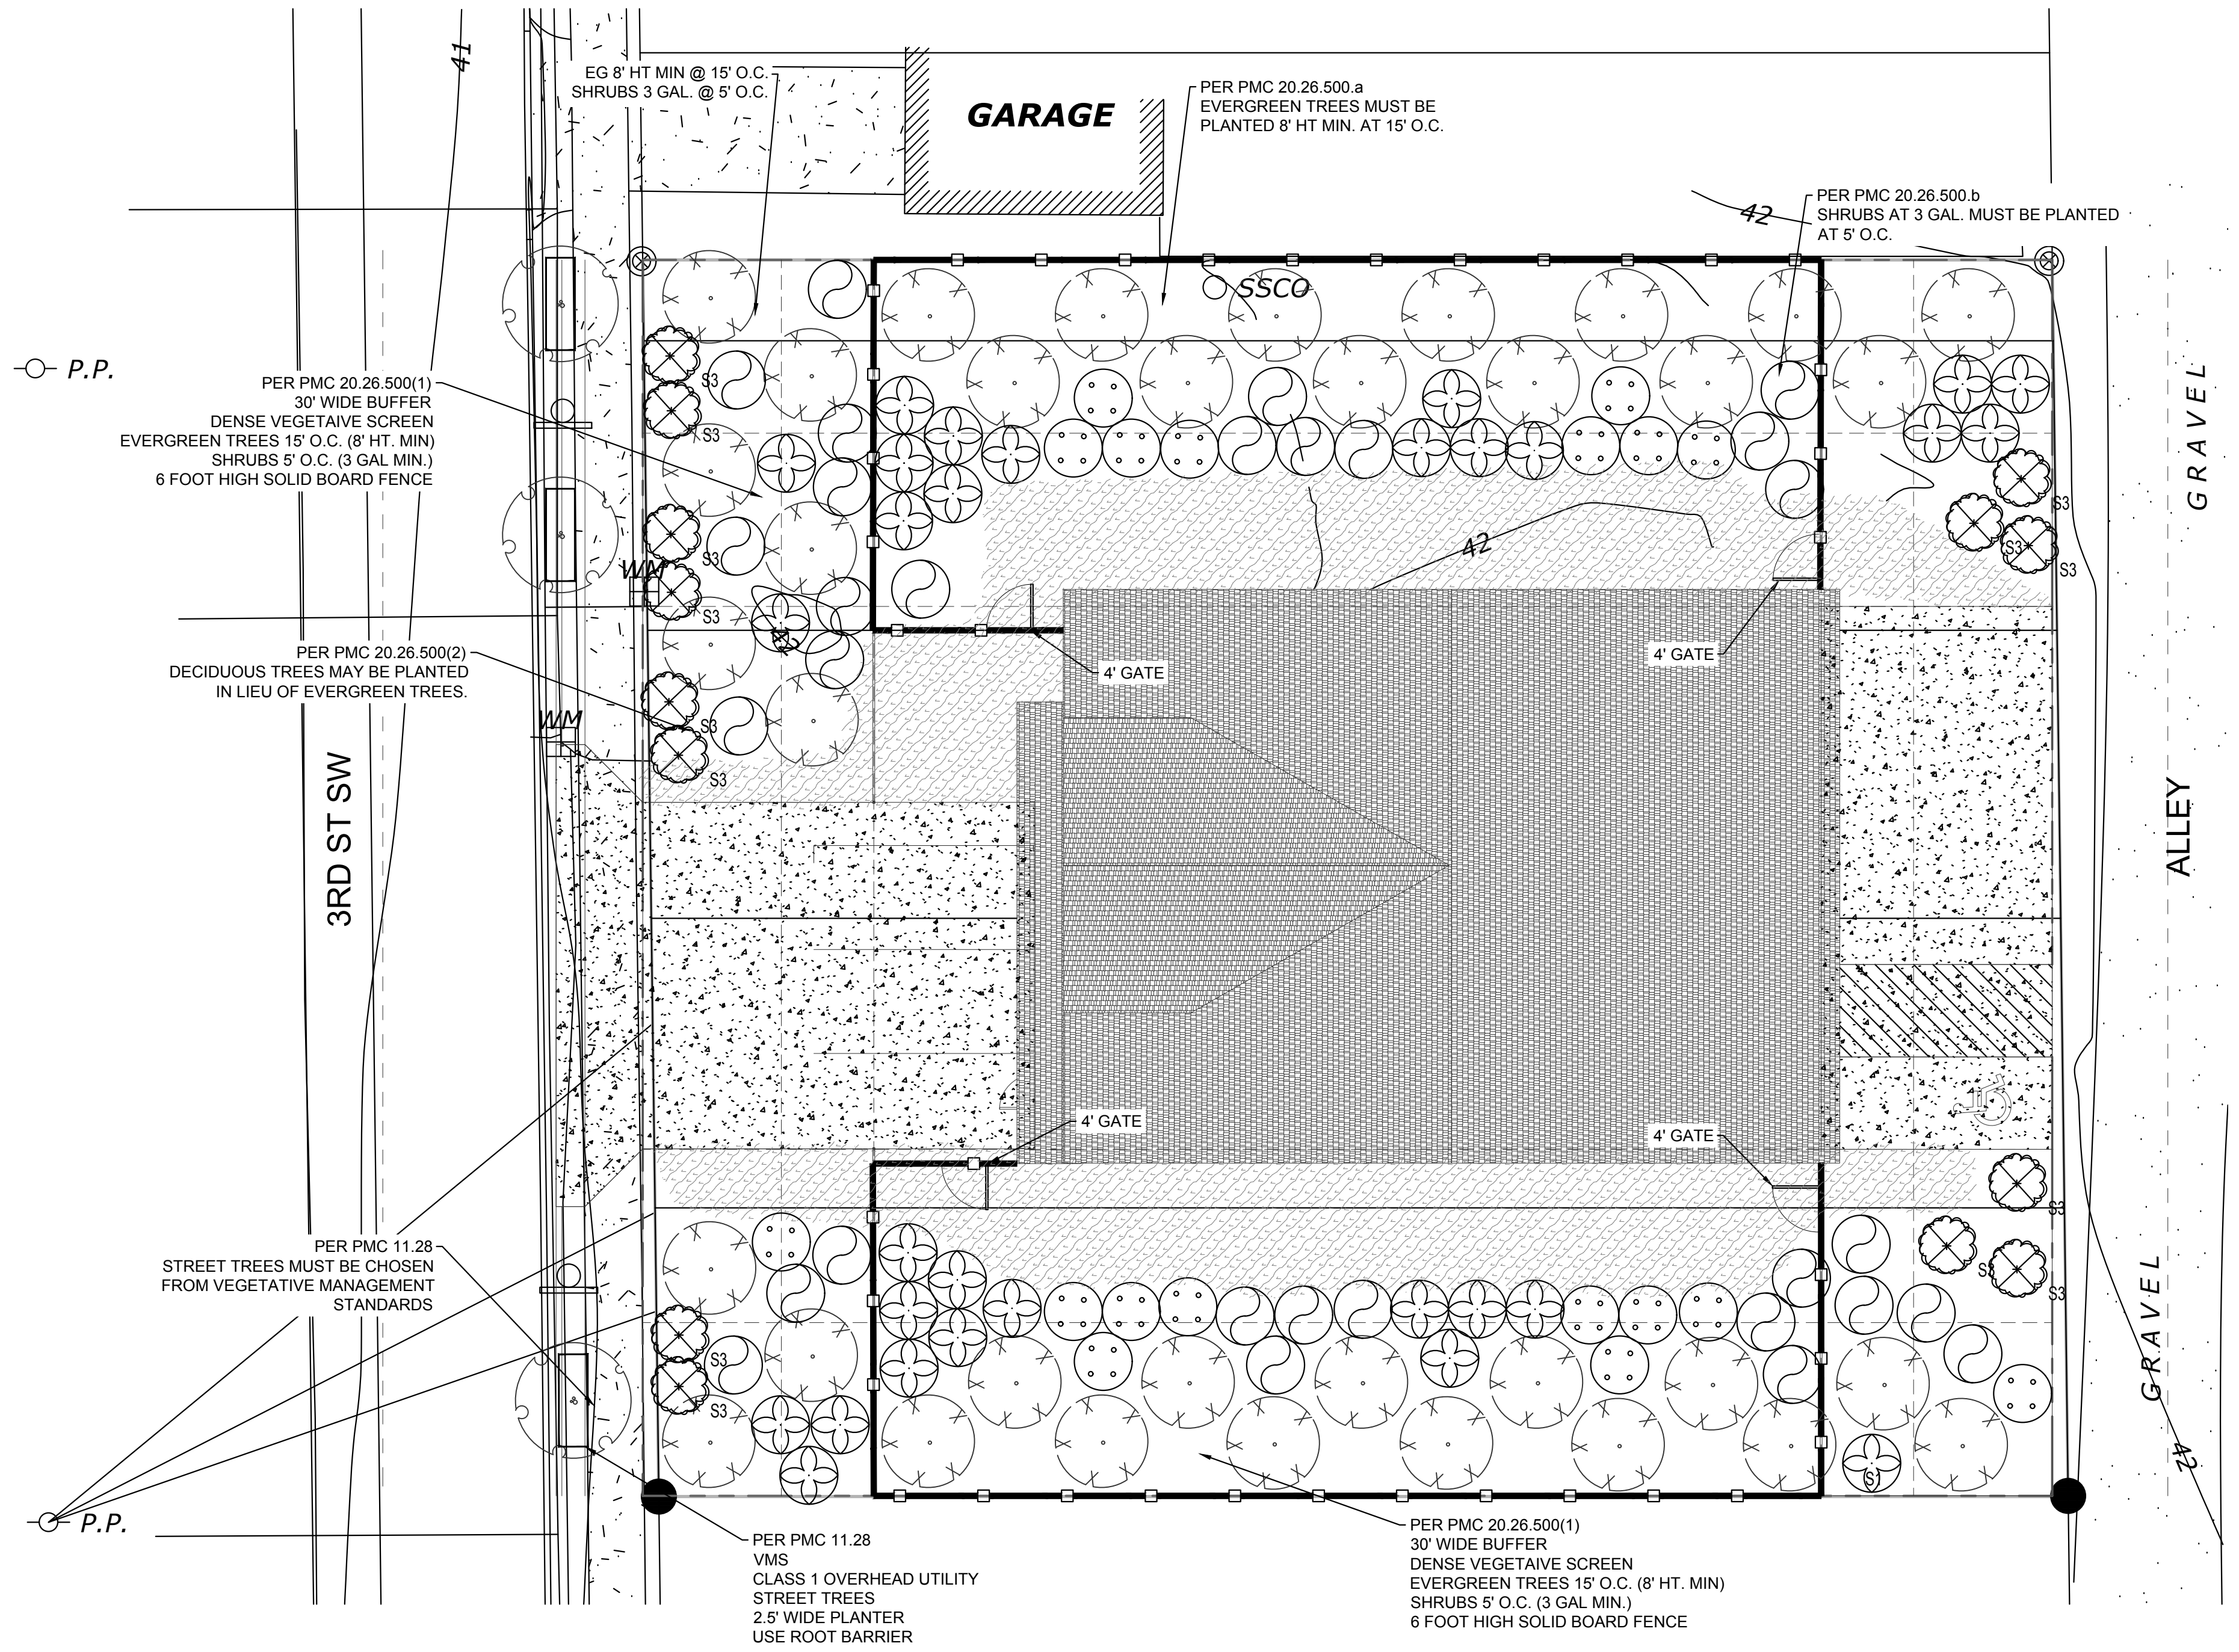 41
EG 8' HT MIN @ 15' O.C.
SHRUBS 3 GAL. @ 5' O.C.
GARAGE
PER PMC 20.26.500.a
EVERGREEN TREES MUST BE
PLANTED 8' HT MIN. AT 15' O.C.
42
PER PMC 20.26.500.b
SHRUBS AT 3 GAL. MUST BE PLANTED
AT 5' O.C.
SSCO
P.P.
PER PMC 20.26.500(1)
30' WIDE BUFFER
DENSE VEGETAIVE SCREEN
EVERGREEN TREES 15' O.C. (8' HT. MIN)
SHRUBS 5' O.C. (3 GAL MIN.)
6 FOOT HIGH SOLID BOARD FENCE
S3
S3
GRAVEL
S3
S3
S3
42
S3
WM
S3
42
4' GATE
4' GATE
PER PMC 20.26.500(2)
DECIDUOUS TREES MAY BE PLANTED
IN LIEU OF EVERGREEN TREES.
WM
S3
S3
3RD ST SW
ALLEY
4' GATE
4' GATE
S3
PER PMC 11.28
STREET TREES MUST BE CHOSEN
FROM VEGETATIVE MANAGEMENT
STANDARDS
S3
S3
GRAVEL
S3
S3
42
S1
P.P.
PER PMC 11.28
VMS
CLASS 1 OVERHEAD UTILITY
STREET TREES
2.5' WIDE PLANTER
USE ROOT BARRIER
PER PMC 20.26.500(1)
30' WIDE BUFFER
DENSE VEGETAIVE SCREEN
EVERGREEN TREES 15' O.C. (8' HT. MIN)
SHRUBS 5' O.C. (3 GAL MIN.)
6 FOOT HIGH SOLID BOARD FENCE